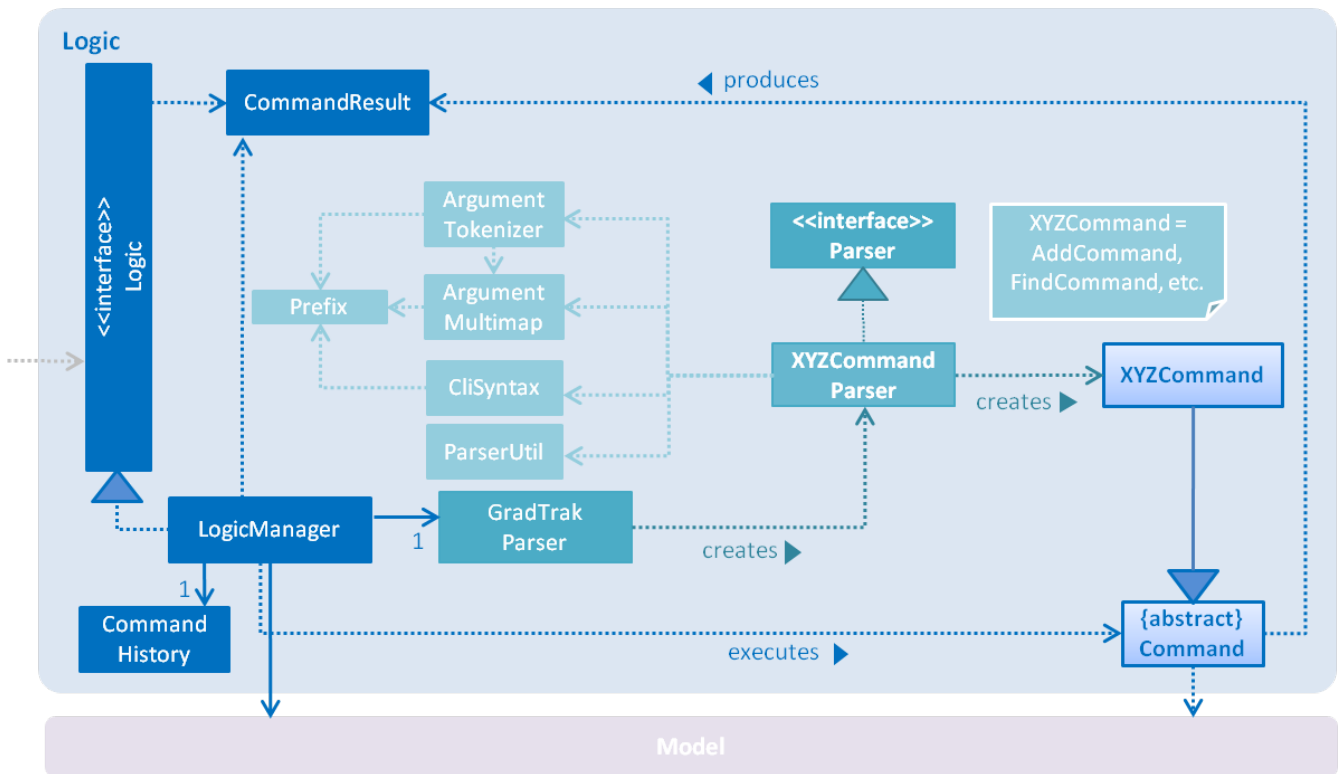 Logic
<<interface>>
Logic
CommandResult
produces
Argument
Tokenizer
<<interface>>
Parser
XYZCommand =
AddCommand,
FindCommand, etc.
Prefix
Argument
Multimap
XYZCommand
Parser
XYZCommand
creates
CliSyntax
ParserUtil
LogicManager
1
GradTrak
Parser
creates
1
Command
History
executes
{abstract}
Command
Model